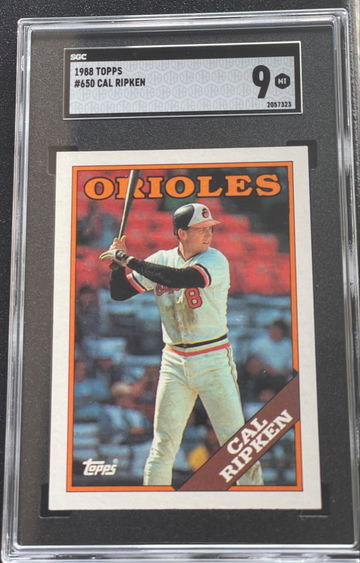 SGC
1988 TOPPS
#650 CAL RIPKEN
9 MT
2057323
ORIOLES
8
CAL
RIPKEN
Topps